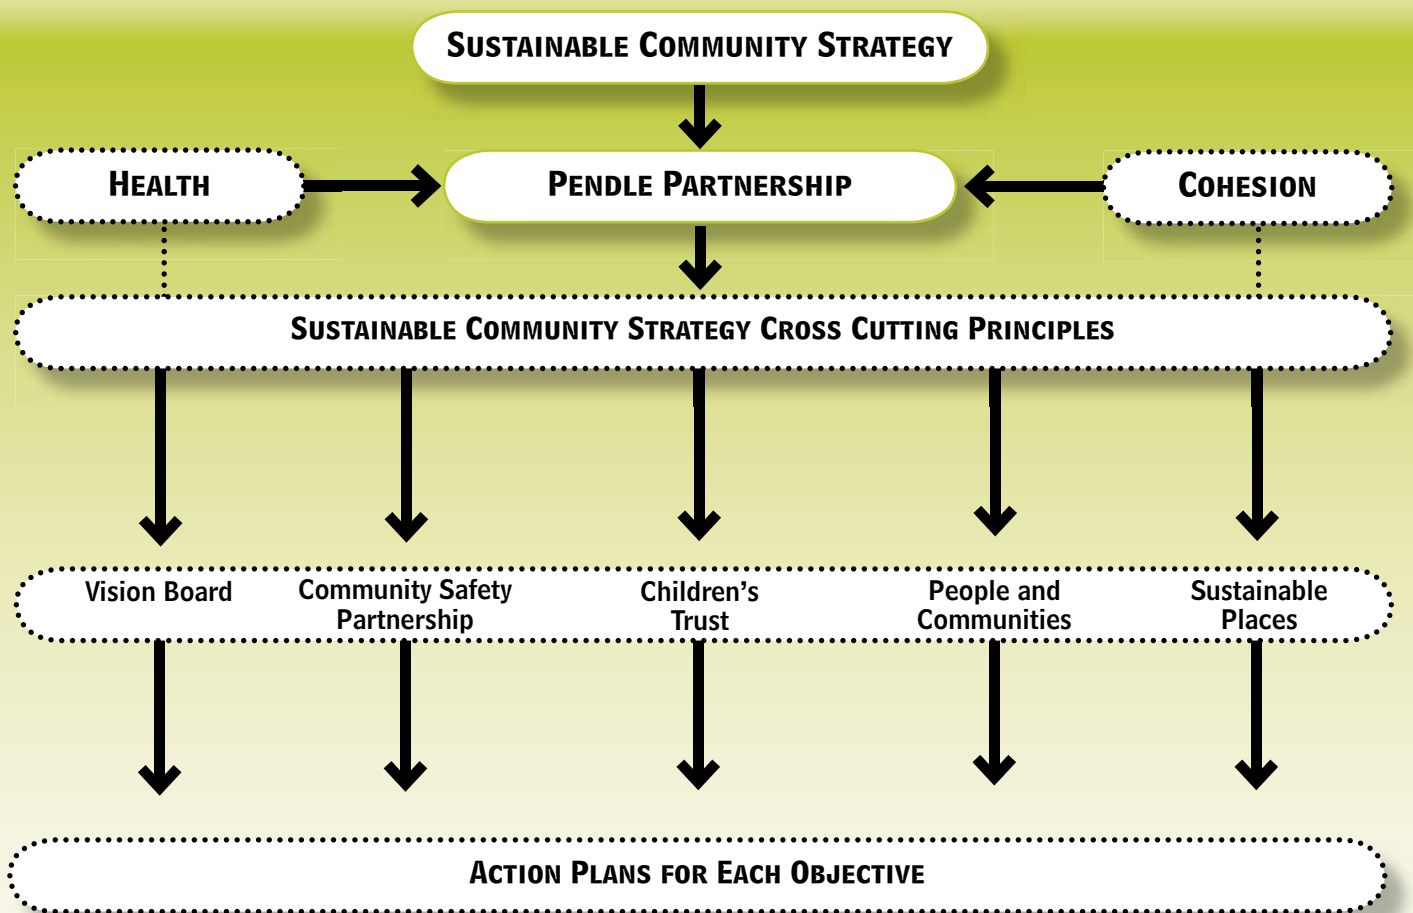 SUSTAINABLE COMMUNITY STRATEGY
HEALTH
PENDLE PARTNERSHIP
COHESION
SUSTAINABLE COMMUNITY STRATEGY CROSS CUTTING PRINCIPLES
Vision Board
Community Safety
Partnership
Children's
Trust
People and
Communities
Sustainable
Places
ACTION PLANS FOR EACH OBJECTIVE